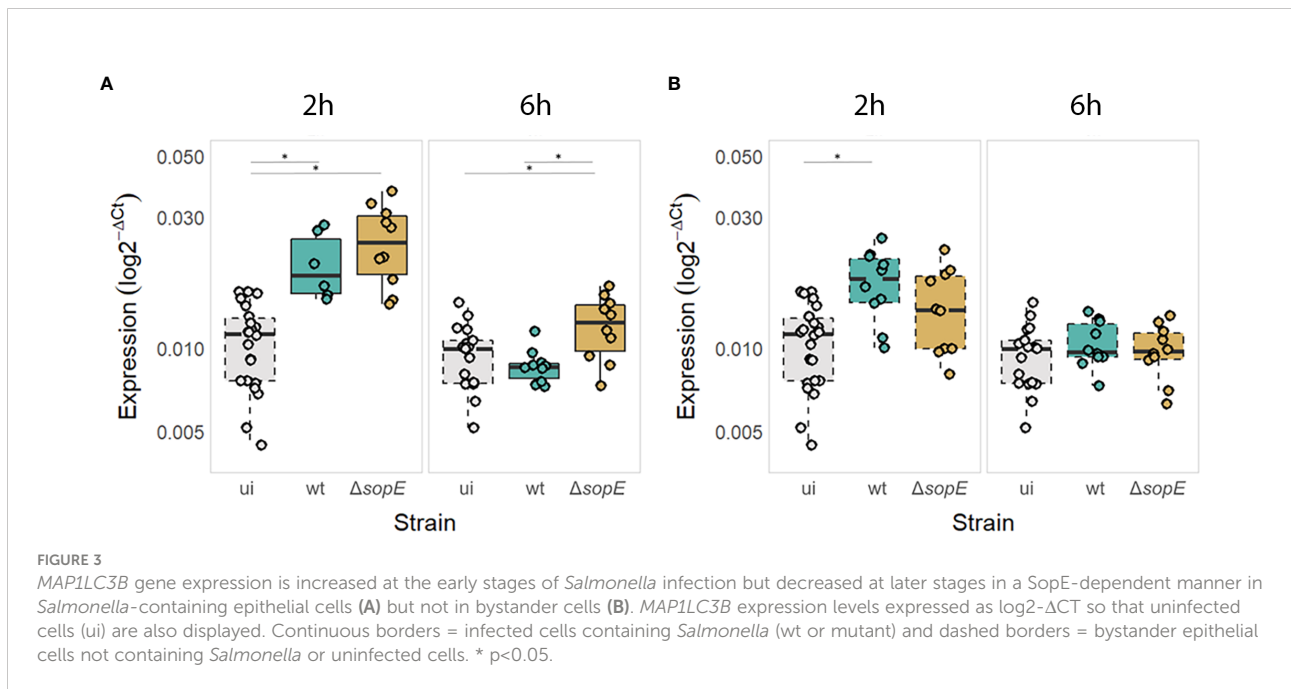 A
B
2h
6h
2h
6h
*
*
*
*
*
0.050
0.030
0.010
0.005
Expression (log2⁻ΔCt)
0.050
0.030
0.010
0.005
Expression (log2⁻ΔCt)
ui wt ΔsopE
ui wt ΔsopE
ui wt ΔsopE
ui wt ΔsopE
Strain
Strain
FIGURE 3
MAP1LC3B gene expression is increased at the early stages of Salmonella infection but decreased at later stages in a SopE-dependent manner in
Salmonella-containing epithelial cells (A) but not in bystander cells (B). MAP1LC3B expression levels expressed as log2-ΔCT so that uninfected
cells (ui) are also displayed. Continuous borders = infected cells containing Salmonella (wt or mutant) and dashed borders = bystander epithelial
cells not containing Salmonella or uninfected cells. * p<0.05.